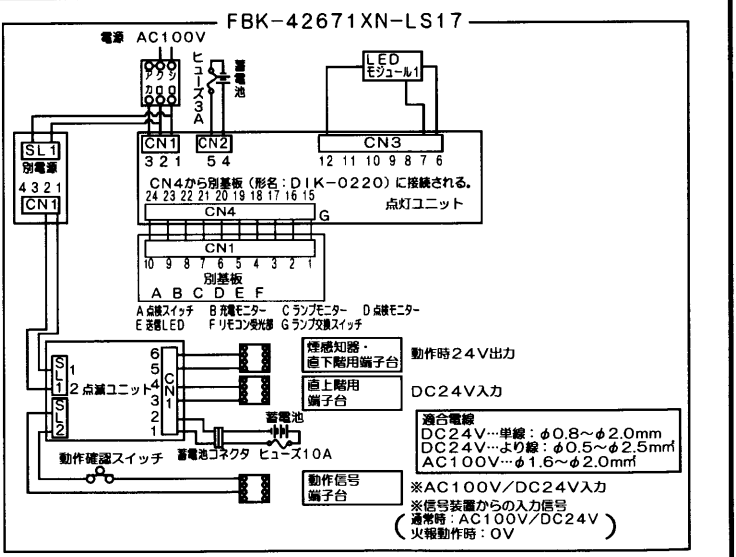 FBK-42671XN-LS17
電源 AC100V
アカ クロ シロ
ヒューズ3A
蓄電池
LED
モジュール1
CN1
3 2 1
CN2
5 4
CN3
12 11 10 9 8 7 6
SL1
別電源
4321
CN1
CN4から別基板(形名:DIK-0220)に接続される。
24 23 22 21 20 19 18 17 16 15
CN4
G
点灯ユニット
CN1
10 9 8 7 6 5 4 3 2 1
別基板
A B C D E F
A 点検スイッチ B 充電モニター C ランプモニター D 点検モニター
E 送信LED F リモコン受光部 G ランプ交換スイッチ
SL1
1
2
点滅ユニット
SL2
6
5
4
3
2
1
CN1
煙感知器・
直下階用端子台
動作時24V出力
直上階用
端子台
DC24V入力
蓄電池
蓄電池コネクタ ヒューズ10A
適合電線
DC24V…単線:φ0.8~φ2.0mm
DC24V…より線:φ0.5~φ2.5mm²
AC100V…φ1.6~φ2.0mm²
動作確認スイッチ
動作信号
端子台
※AC100V/DC24V入力
※信号装置からの入力信号
(通常時:AC100V/DC24V
火報動作時:0V)